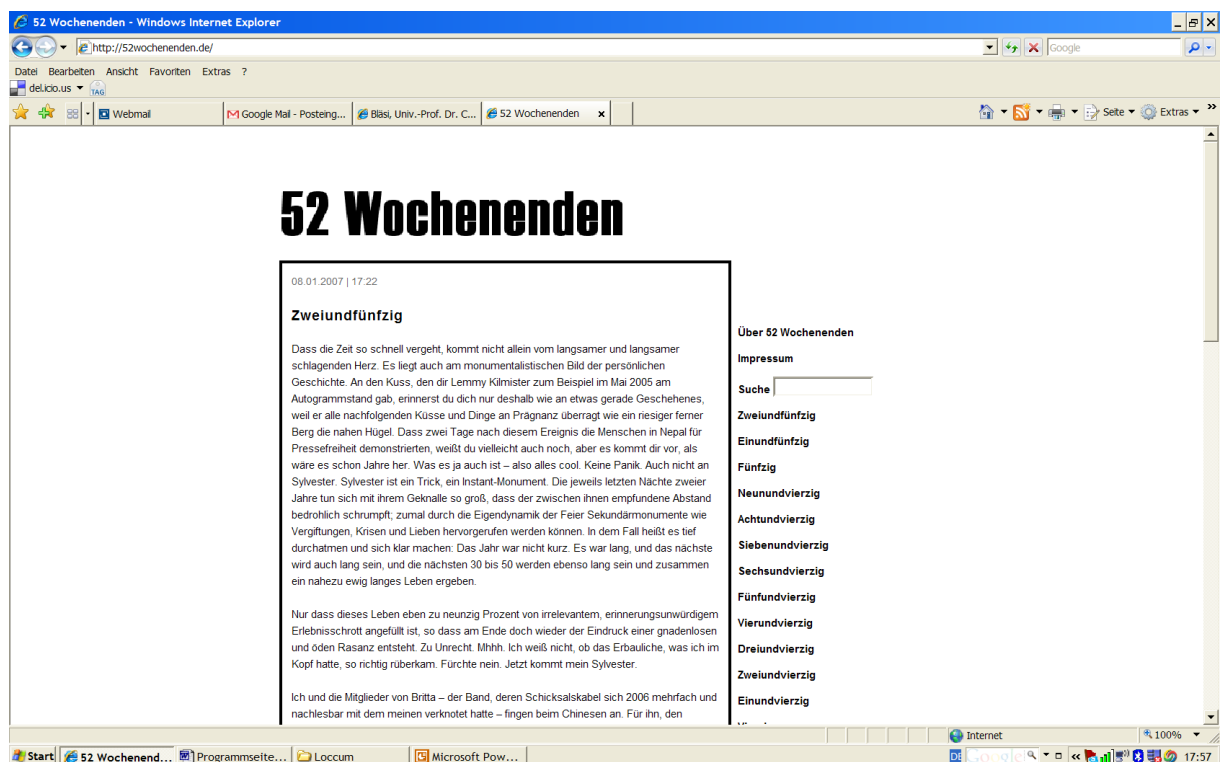 52 Wochenenden - Windows Internet Explorer
http://52wochenenden.de/
Google
Datei Bearbeiten Ansicht Favoriten Extras ?
del.icio.us
TAG
Webmail
Google Mail - Posteing...
Bläsi, Univ.-Prof. Dr. C...
52 Wochenenden
Seite
Extras
52 Wochenenden
08.01.2007 | 17:22
Zweiundfünfzig
Dass die Zeit so schnell vergeht, kommt nicht allein vom langsamer und langsamer
schlagenden Herz. Es liegt auch am monumentalistischen Bild der persönlichen
Geschichte. An den Kuss, den dir Lemmy Kilmister zum Beispiel im Mai 2005 am
Autogrammstand gab, erinnerst du dich nur deshalb wie an etwas gerade Geschehenes,
weil er alle nachfolgenden Küsse und Dinge an Prägnanz überragt wie ein riesiger ferner
Berg die nahen Hügel. Dass zwei Tage nach diesem Ereignis die Menschen in Nepal für
Pressefreiheit demonstrierten, weißt du vielleicht auch noch, aber es kommt dir vor, als
wäre es schon Jahre her. Was es ja auch ist – also alles cool. Keine Panik. Auch nicht an
Sylvester. Sylvester ist ein Trick, ein Instant-Monument. Die jeweils letzten Nächte zweier
Jahre tun sich mit ihrem Geknalle so groß, dass der zwischen ihnen empfundene Abstand
bedrohlich schrumpft; zumal durch die Eigendynamik der Feier Sekundärmonumente wie
Vergiftungen, Krisen und Lieben hervorgerufen werden können. In dem Fall heißt es tief
durchatmen und sich klar machen: Das Jahr war nicht kurz. Es war lang, und das nächste
wird auch lang sein, und die nächsten 30 bis 50 werden ebenso lang sein und zusammen
ein nahezu ewig langes Leben ergeben.
Nur dass dieses Leben eben zu neunzig Prozent von irrelevantem, erinnerungsunwürdigem
Erlebnisschrott angefüllt ist, so dass am Ende doch wieder der Eindruck einer gnadenlosen
und öden Rasanz entsteht. Zu Unrecht. Mhhh. Ich weiß nicht, ob das Erbauliche, was ich im
Kopf hatte, so richtig rüberkam. Fürchte nein. Jetzt kommt mein Sylvester.
Ich und die Mitglieder von Britta – der Band, deren Schicksalskabel sich 2006 mehrfach und
nachlesbar mit dem meinen verknotet hatte – fingen beim Chinesen an. Für ihn, den
Über 52 Wochenenden
Impressum
Suche
Zweiundfünfzig
Einundfünfzig
Fünfzig
Neunundvierzig
Achtundvierzig
Siebenundvierzig
Sechsundvierzig
Fünfundvierzig
Vierundvierzig
Dreiundvierzig
Zweiundvierzig
Einundvierzig
Internet
100%
Start
52 Wochenend...
Programmseite...
Loccum
Microsoft Pow...
DE
Google
17:57